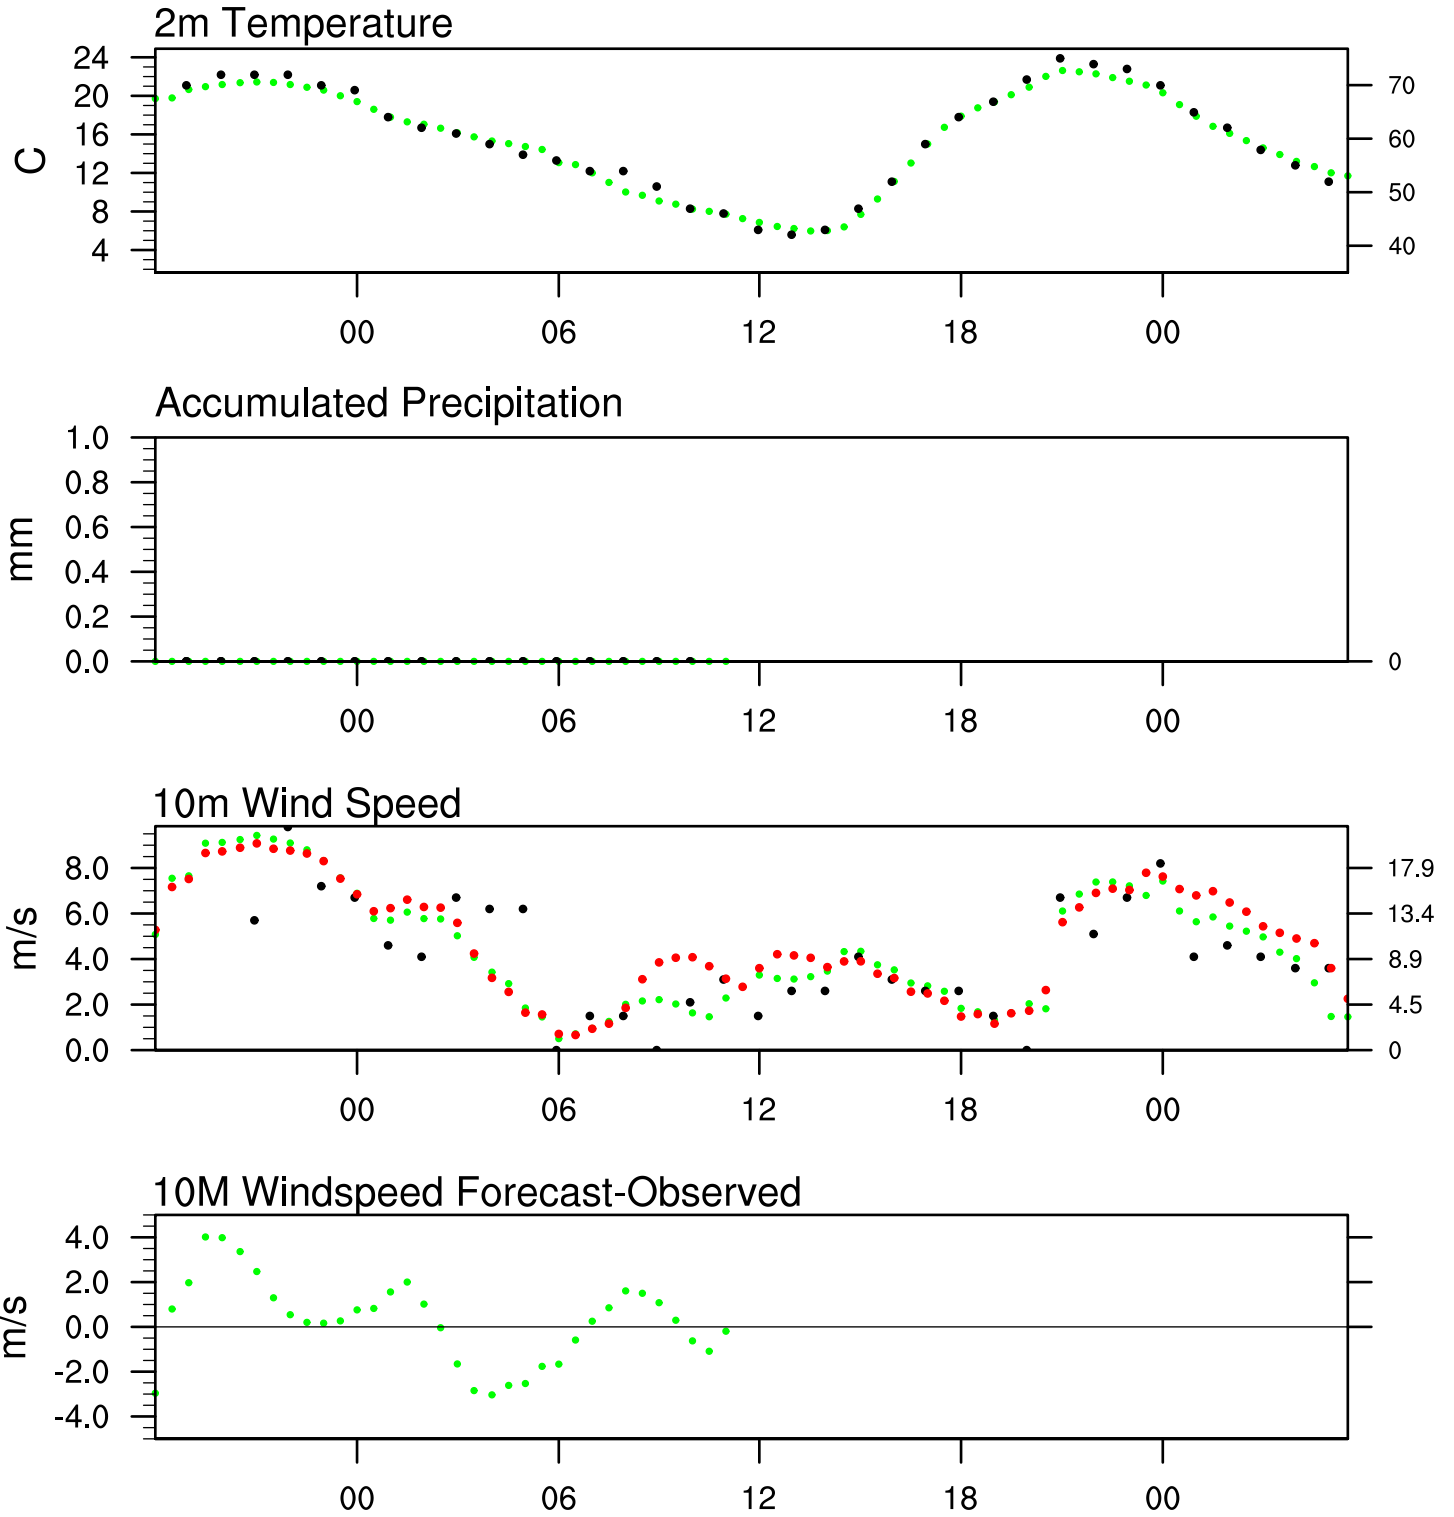 2m Temperature
24
20
16
12
8
4
C
70
60
50
40
00 06 12 18 00
Accumulated Precipitation
1.0
0.8
0.6
0.4
0.2
0.0
mm
0
00 06 12 18 00
10m Wind Speed
8.0
6.0
4.0
2.0
0.0
m/s
17.9
13.4
8.9
4.5
0
00 06 12 18 00
10M Windspeed Forecast-Observed
4.0
2.0
0.0
-2.0
-4.0
m/s
00 06 12 18 00